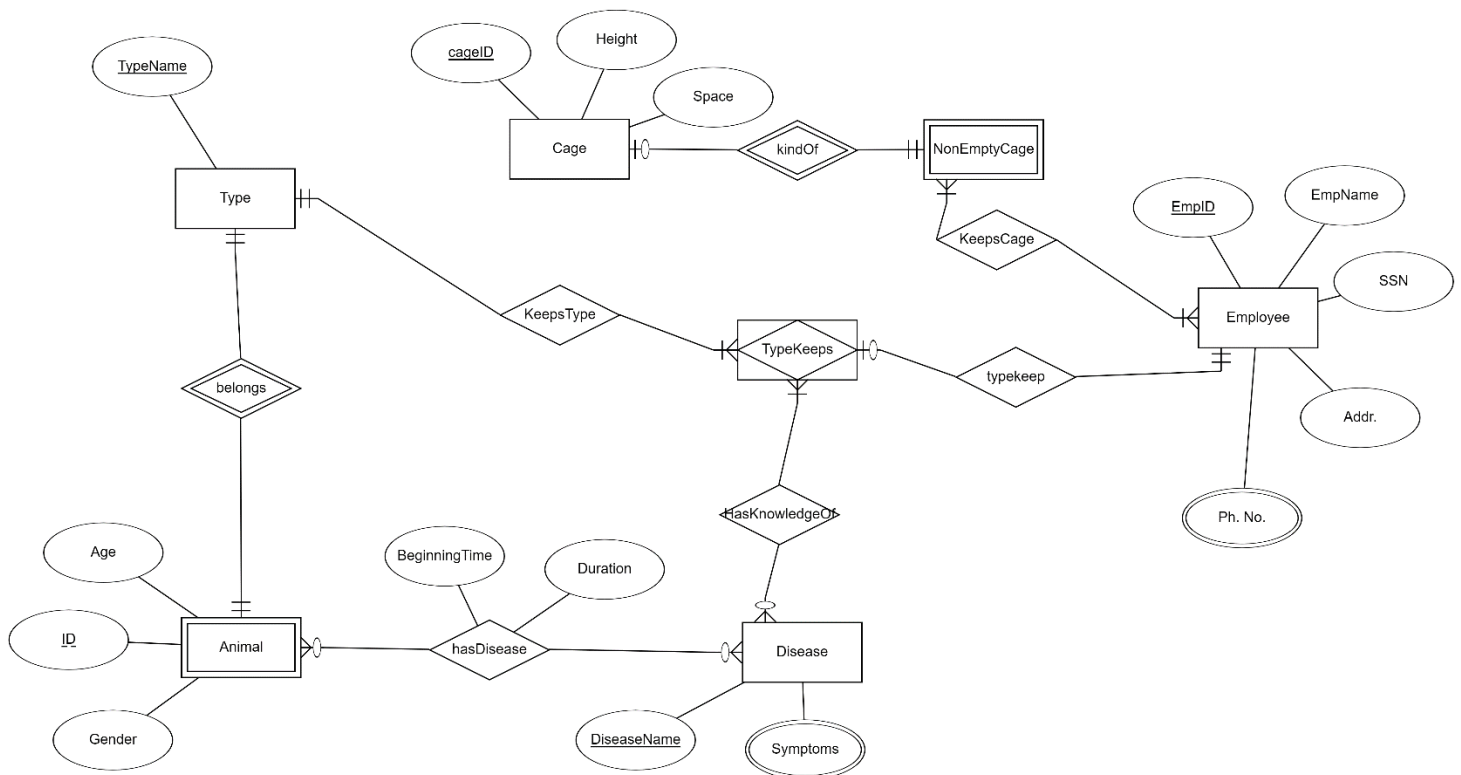 cageID
Height
TypeName
Space
Cage
kindOf
NonEmptyCage
Type
EmpID
EmpName
KeepsCage
SSN
KeepsType
Employee
TypeKeeps
typekeep
belongs
Addr.
HasKnowledgeOf
Ph. No.
Age
BeginningTime
Duration
ID
Animal
hasDisease
Disease
Gender
DiseaseName
Symptoms